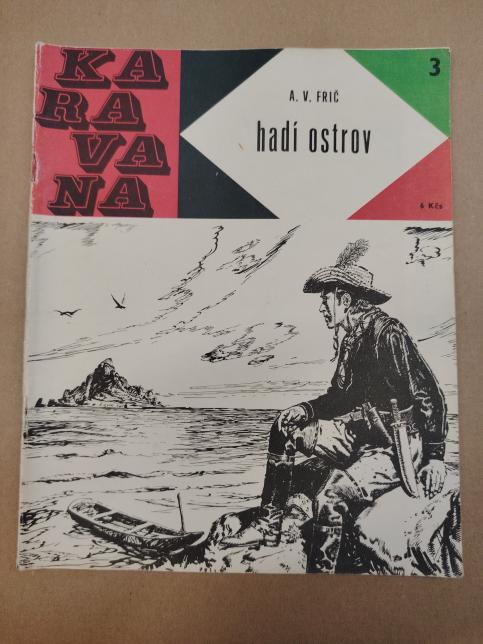 KA
RA
VA
NA
A. V. FRIČ
hadí ostrov
3
6 Kčs